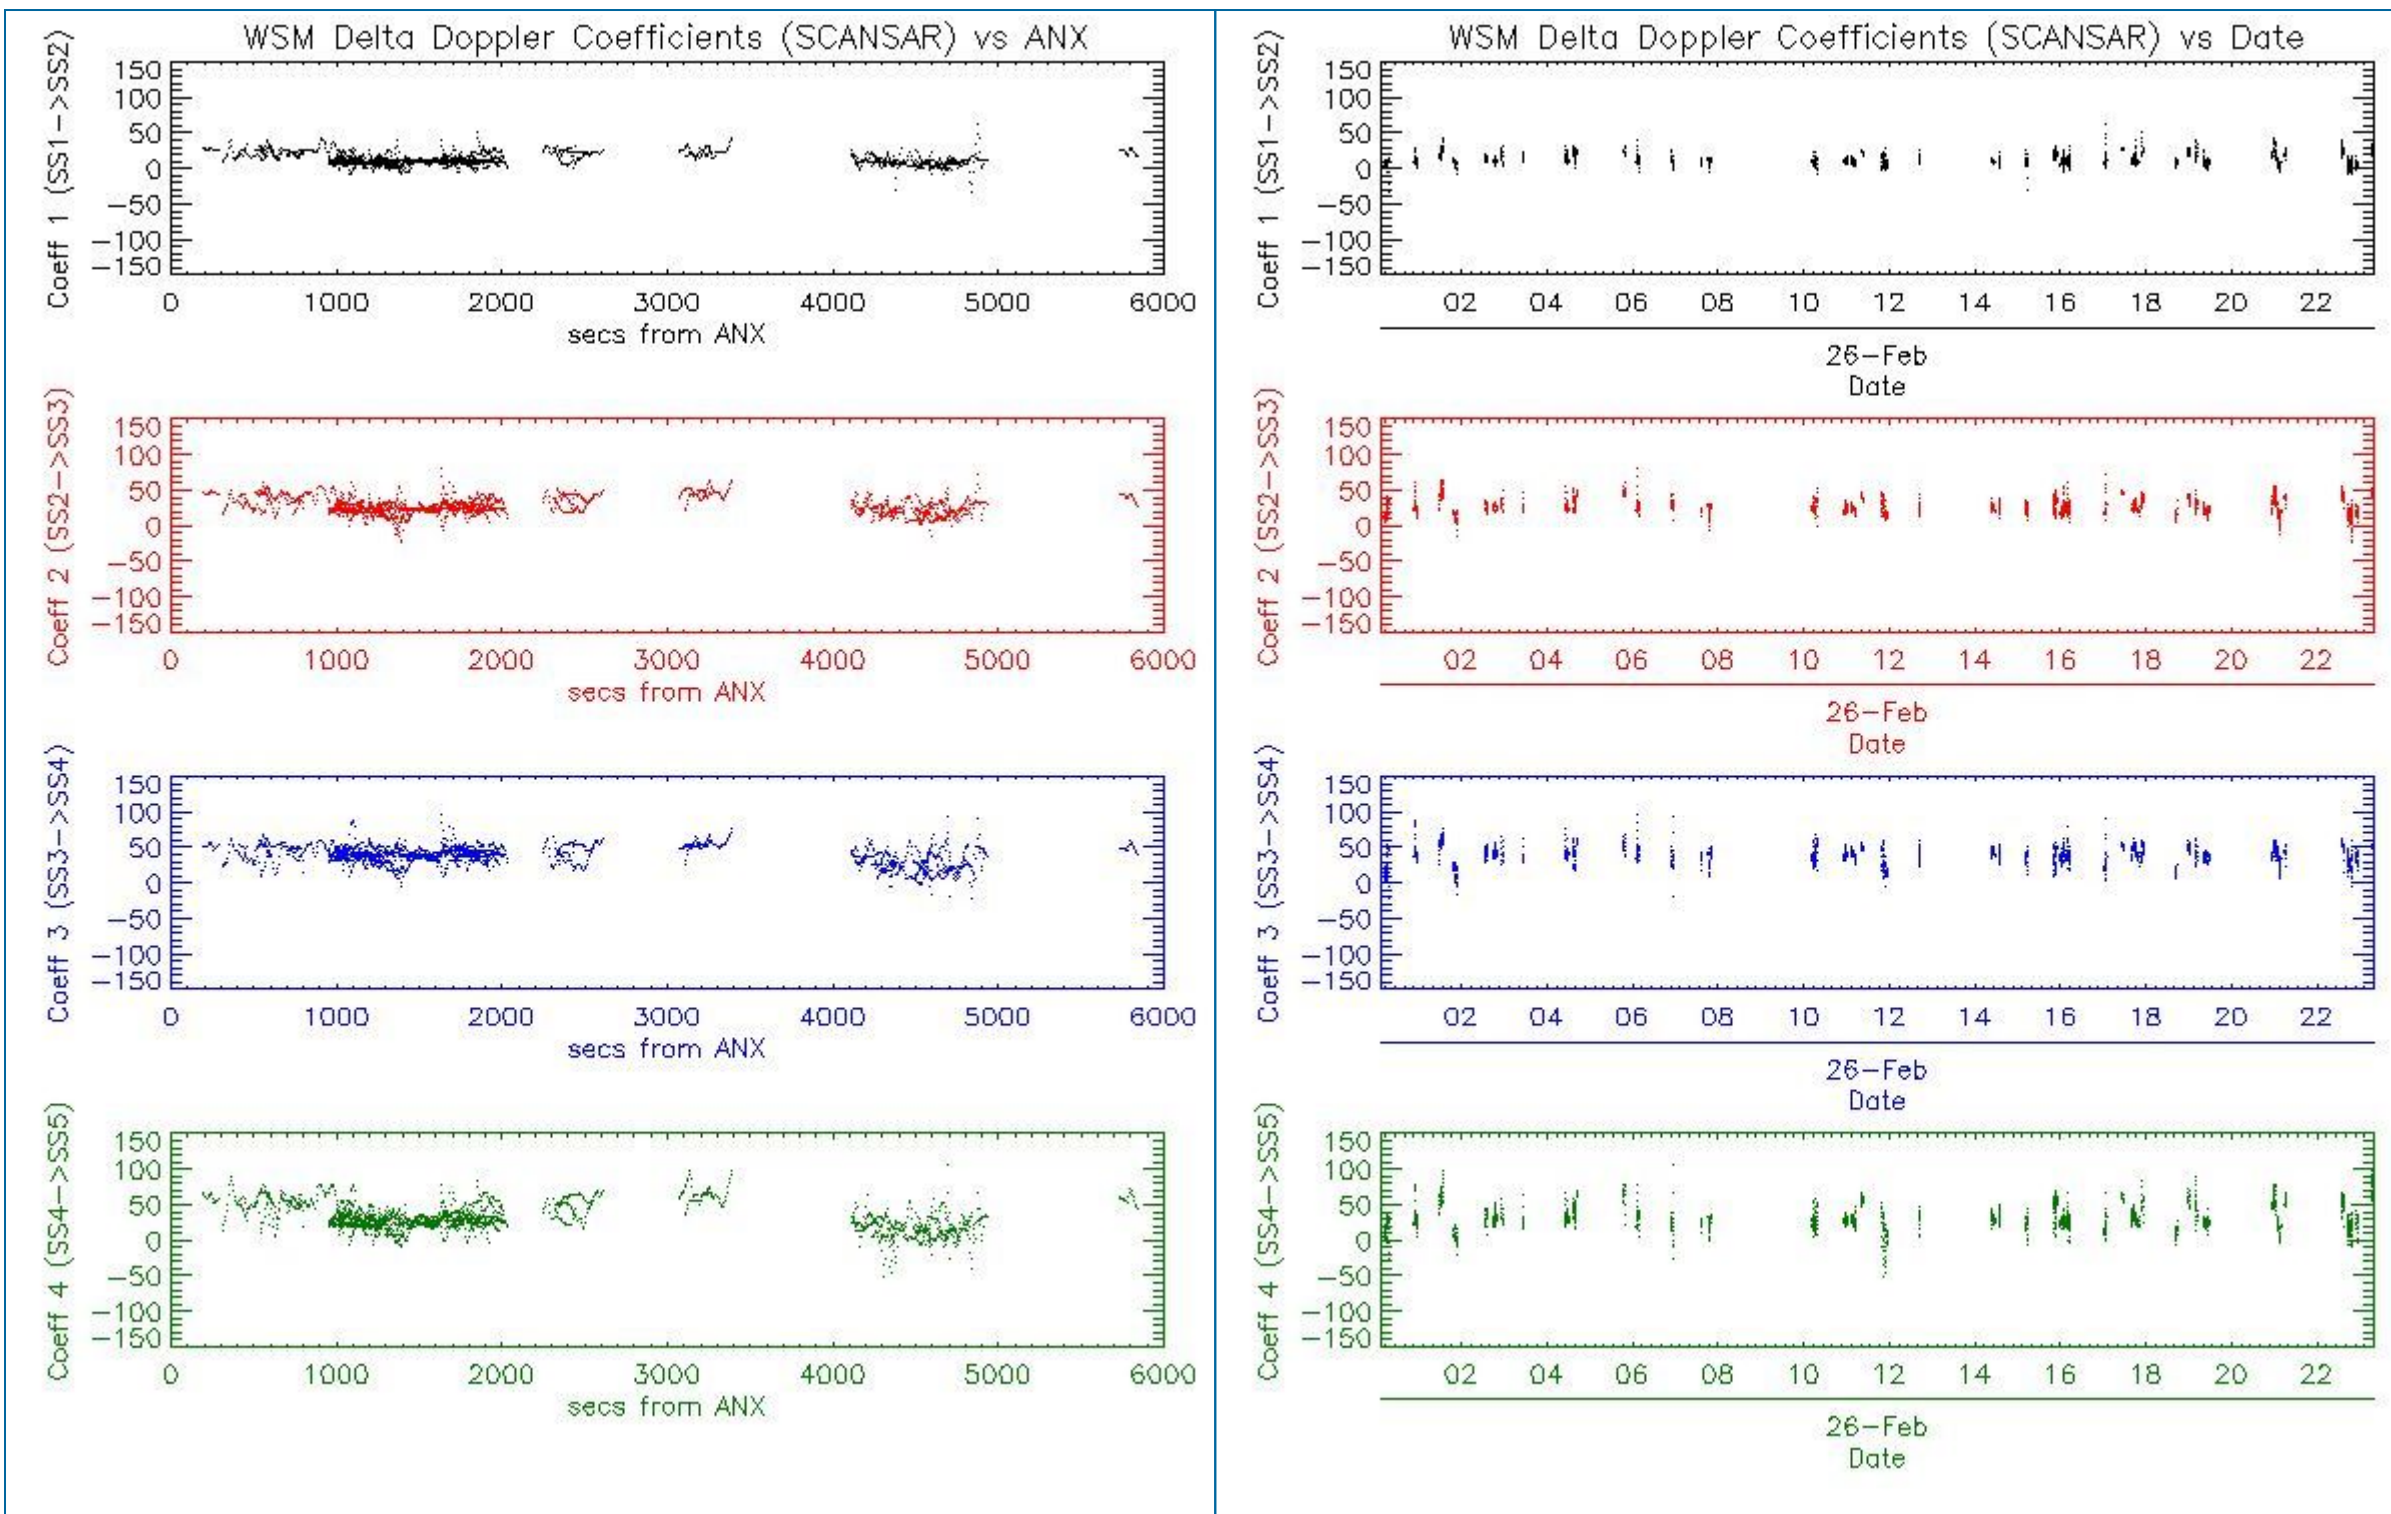 WSM Delta Doppler Coefficients (SCANSAR) vs ANX
Coeff 1 (SS1->SS2)
150
100
50
0
-50
-100
-150
0 1000 2000 3000 4000 5000 6000
secs from ANX
Coeff 2 (SS2->SS3)
150
100
50
0
-50
-100
-150
0 1000 2000 3000 4000 5000 6000
secs from ANX
Coeff 3 (SS3->SS4)
150
100
50
0
-50
-100
-150
0 1000 2000 3000 4000 5000 6000
secs from ANX
Coeff 4 (SS4->SS5)
150
100
50
0
-50
-100
-150
0 1000 2000 3000 4000 5000 6000
secs from ANX
WSM Delta Doppler Coefficients (SCANSAR) vs Date
Coeff 1 (SS1->SS2)
150
100
50
0
-50
-100
-150
02 04 06 08 10 12 14 16 18 20 22
26-Feb
Date
Coeff 2 (SS2->SS3)
150
100
50
0
-50
-100
-150
02 04 06 08 10 12 14 16 18 20 22
26-Feb
Date
Coeff 3 (SS3->SS4)
150
100
50
0
-50
-100
-150
02 04 06 08 10 12 14 16 18 20 22
26-Feb
Date
Coeff 4 (SS4->SS5)
150
100
50
0
-50
-100
-150
02 04 06 08 10 12 14 16 18 20 22
26-Feb
Date